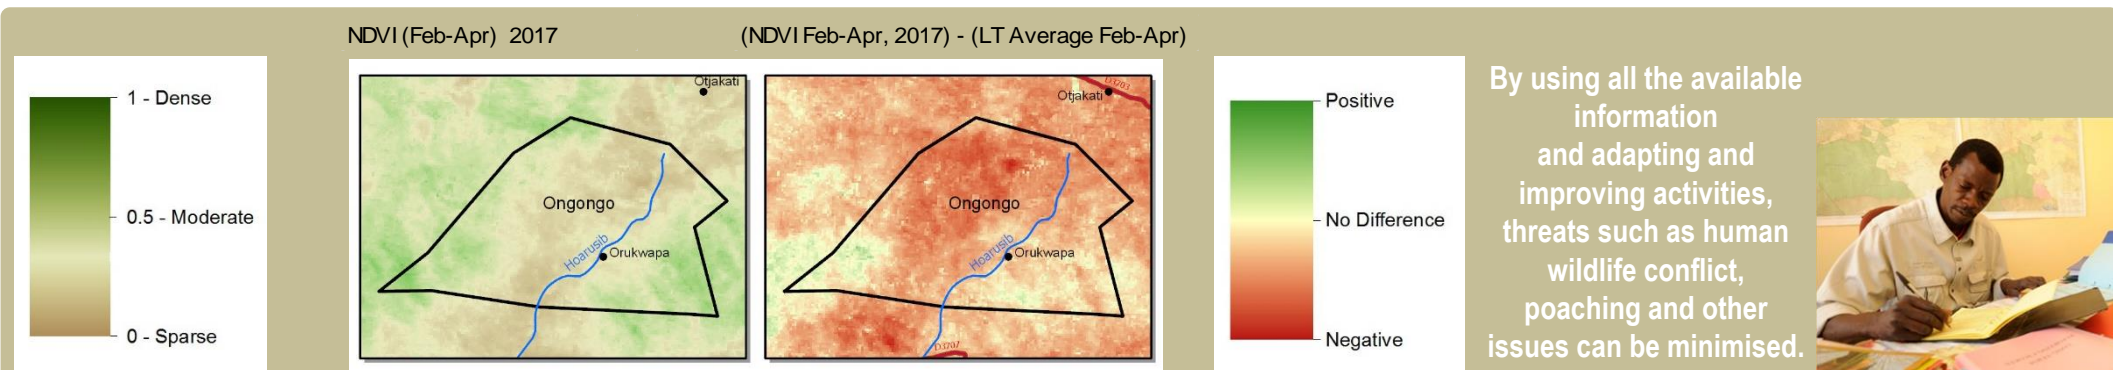 NDVI (Feb-Apr) 2017
(NDVI Feb-Apr, 2017) - (LT Average Feb-Apr)
1 - Dense
0.5 - Moderate
0 - Sparse
Otjakati
Ongongo
Hoarusib
Orukwapa
D3703
Otjakati
Ongongo
Hoarusib
Orukwapa
D3707
Positive
No Difference
Negative
By using all the available
information
and adapting and
improving activities,
threats such as human
wildlife conflict,
poaching and other
issues can be minimised.